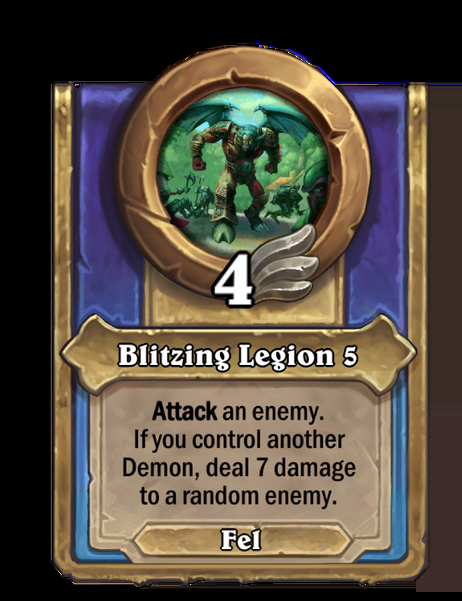 4
Blitzing Legion 5
Attack an enemy.
If you control another
Demon, deal 7 damage
to a random enemy.
Fel